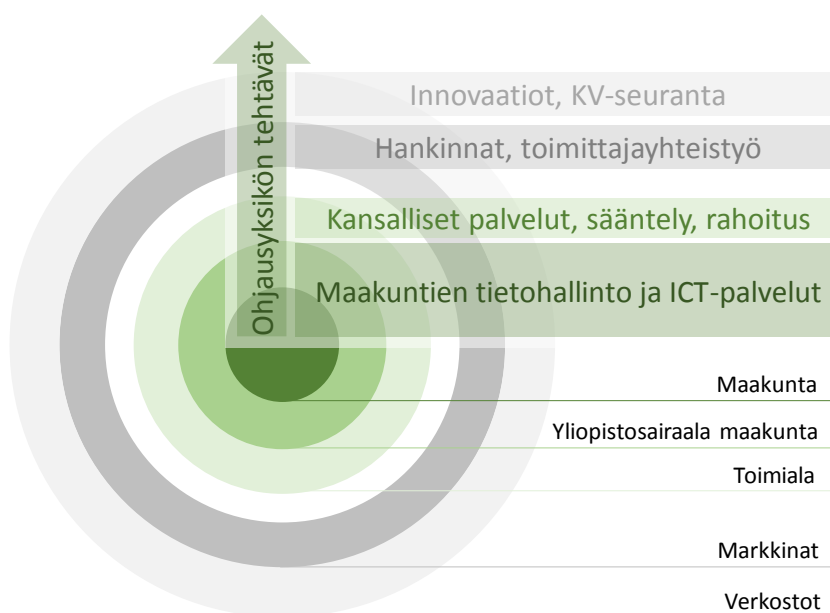 Ohjausyksikön tehtävät
Innovaatiot, KV-seuranta
Hankinnat, toimittajayhteistyö
Kansalliset palvelut, sääntely, rahoitus
Maakuntien tietohallinto ja ICT-palvelut
Maakunta
Yliopistosairaala maakunta
Toimiala
Markkinat
Verkostot